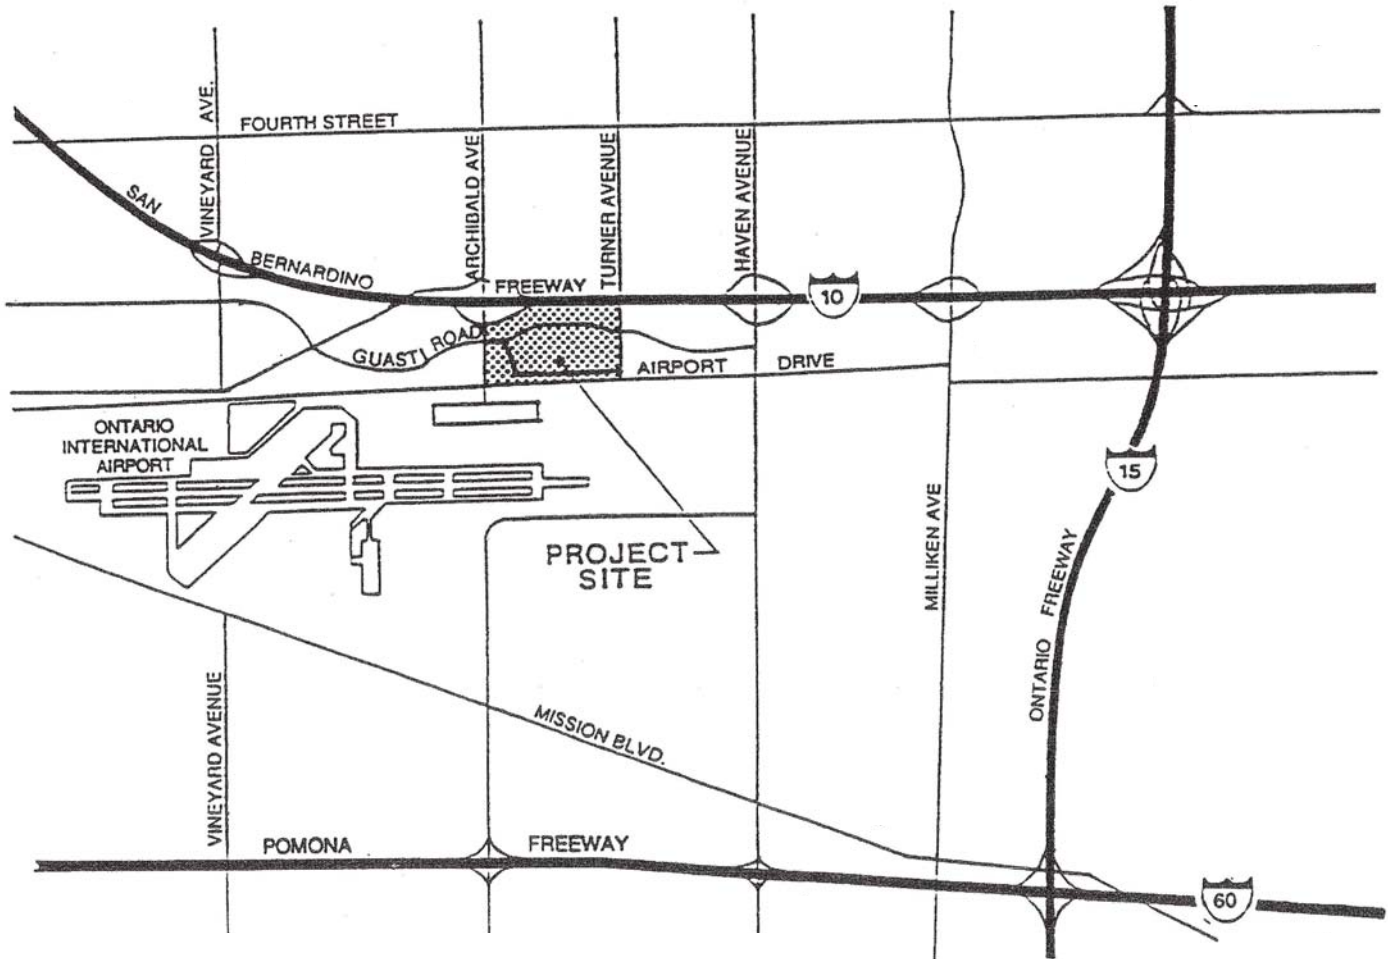 VINEYARD AVE.
FOURTH STREET
ARCHIBALD AVE
TURNER AVENUE
HAVEN AVENUE
SAN
BERNARDINO
FREEWAY
10
GUASTI ROAD
AIRPORT
DRIVE
ONTARIO
INTERNATIONAL
AIRPORT
15
MILLIKEN AVE
PROJECT
SITE
ONTARIO FREEWAY
VINEYARD AVENUE
MISSION BLVD.
POMONA
FREEWAY
60